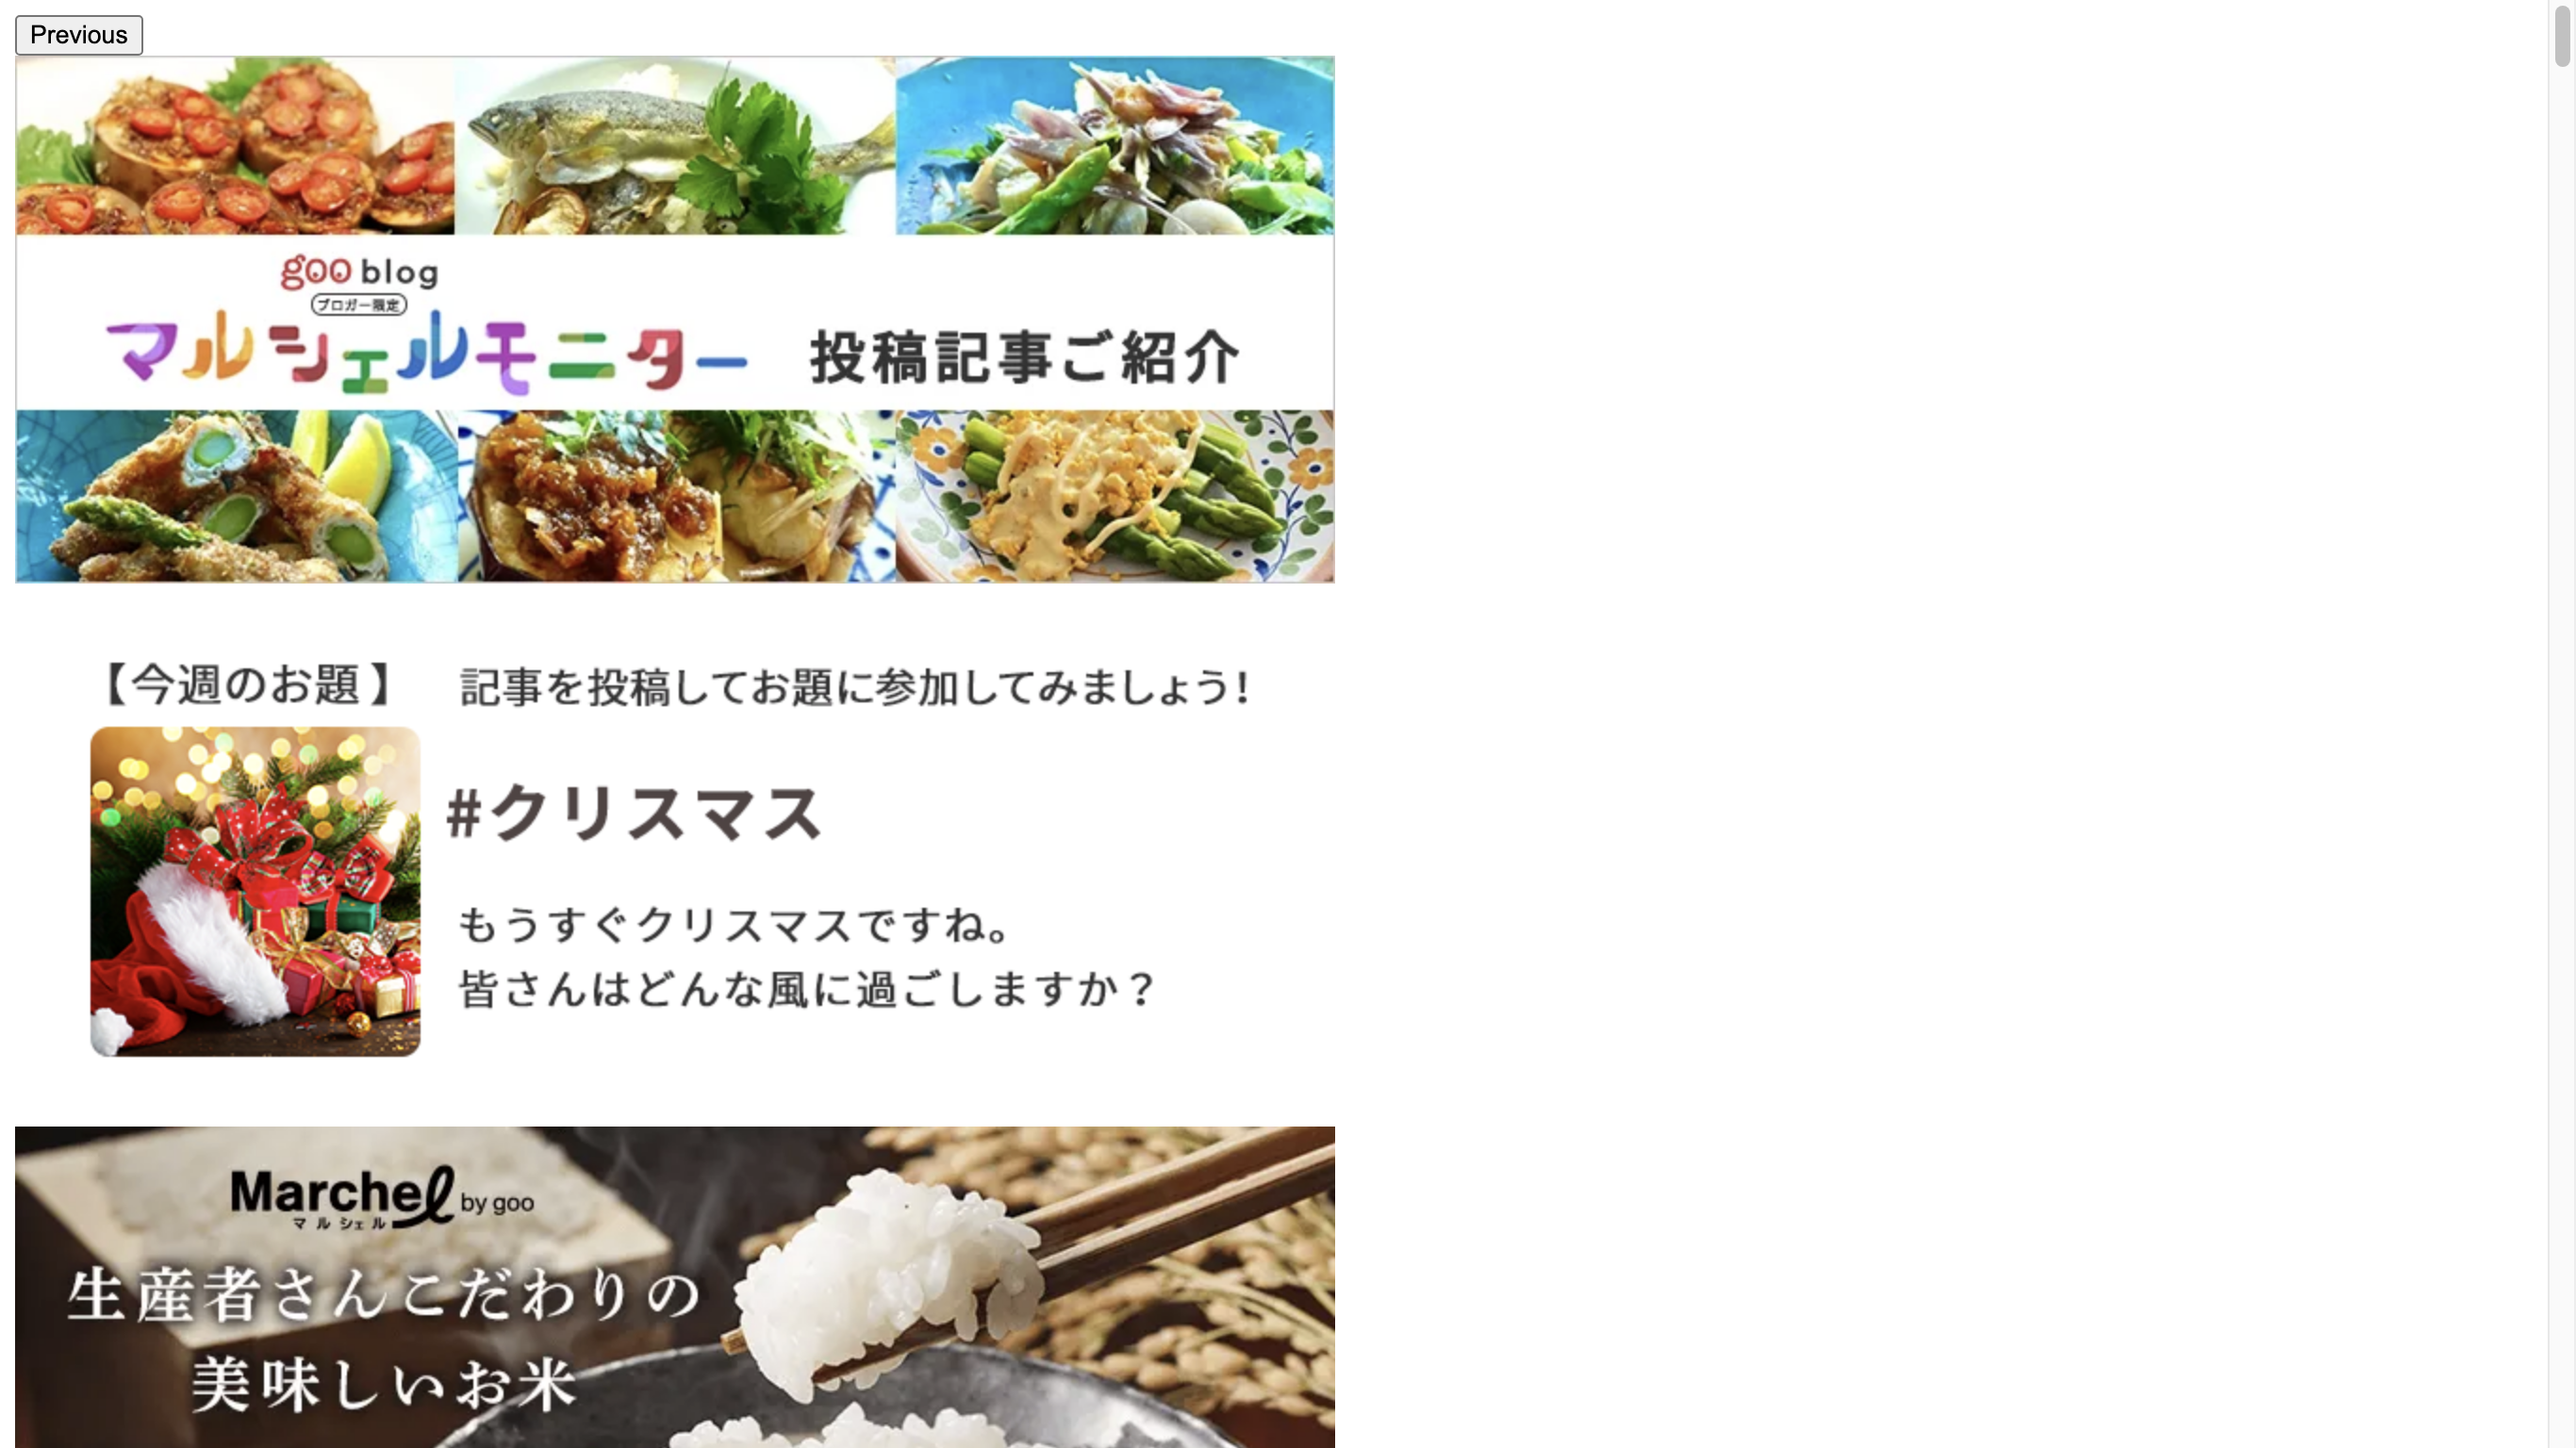 Previous
goo blog
ブロガー限定
マルシェルモニター 投稿記事ご紹介
【今週のお題】 記事を投稿してお題に参加してみましょう!
#クリスマス
もうすぐクリスマスですね。
皆さんはどんな風に過ごしますか?
Marchel by goo
マルシェル
生産者さんこだわりの
美味しいお米